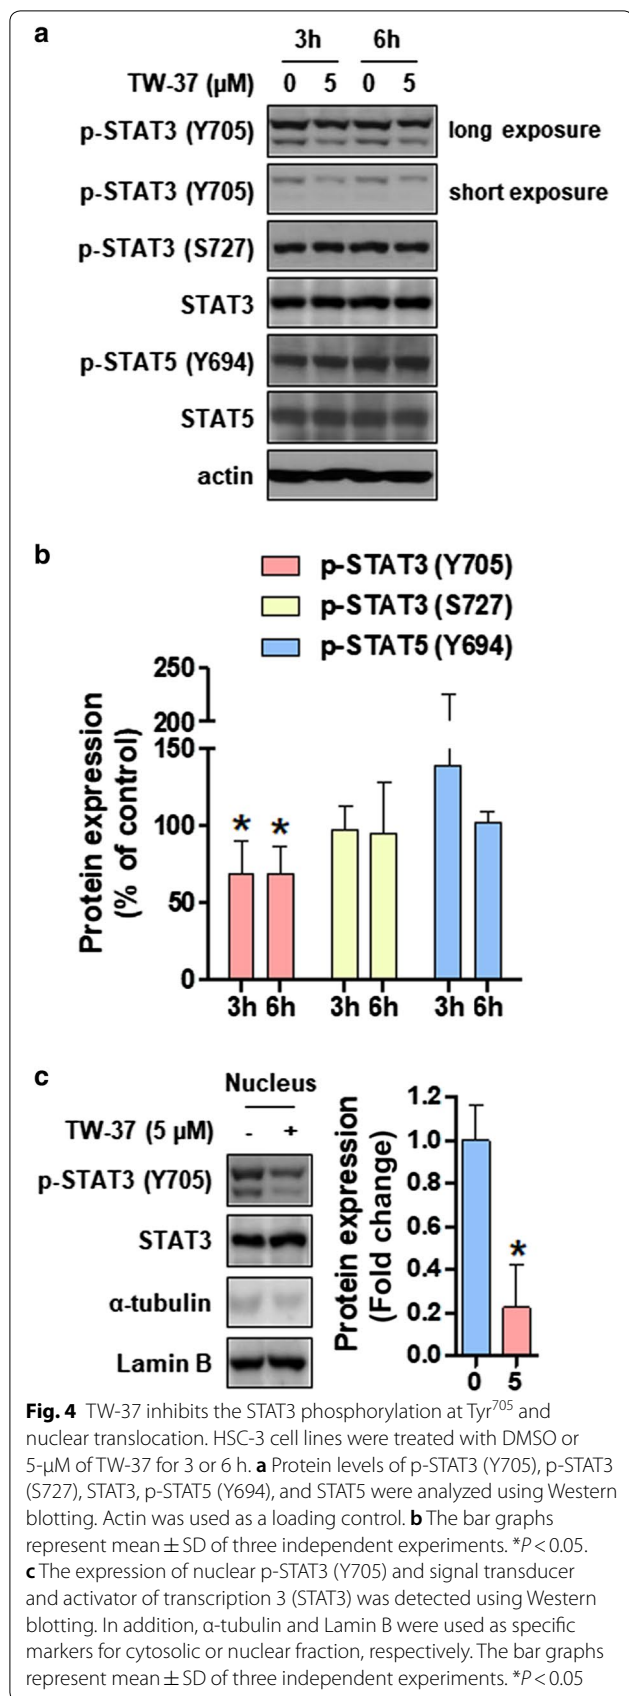 a
3h 6h
TW-37 (µM) 0 5 0 5
p-STAT3 (Y705) long exposure
p-STAT3 (Y705) short exposure
p-STAT3 (S727)
STAT3
p-STAT5 (Y694)
STAT5
actin
b
p-STAT3 (Y705)
p-STAT3 (S727)
p-STAT5 (Y694)
Protein expression
(% of control)
250
200
150
100
50
0
* *
3h 6h 3h 6h 3h 6h
c
Nucleus
TW-37 (5 µM) - +
p-STAT3 (Y705)
STAT3
α-tubulin
Lamin B
Protein expression
(Fold change)
1.2
1.0
0.8
0.6
0.4
0.2
0.0
*
0 5
Fig. 4 TW-37 inhibits the STAT3 phosphorylation at Tyr705 and
nuclear translocation. HSC-3 cell lines were treated with DMSO or
5-µM of TW-37 for 3 or 6 h. a Protein levels of p-STAT3 (Y705), p-STAT3
(S727), STAT3, p-STAT5 (Y694), and STAT5 were analyzed using Western
blotting. Actin was used as a loading control. b The bar graphs
represent mean ± SD of three independent experiments. *P < 0.05.
c The expression of nuclear p-STAT3 (Y705) and signal transducer
and activator of transcription 3 (STAT3) was detected using Western
blotting. In addition, α-tubulin and Lamin B were used as specific
markers for cytosolic or nuclear fraction, respectively. The bar graphs
represent mean ± SD of three independent experiments. *P < 0.05